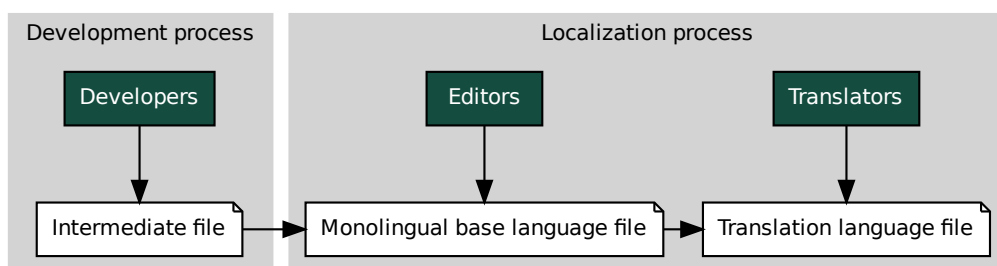 Development process
Localization process
Developers
Editors
Translators
Intermediate file
Monolingual base language file
Translation language file